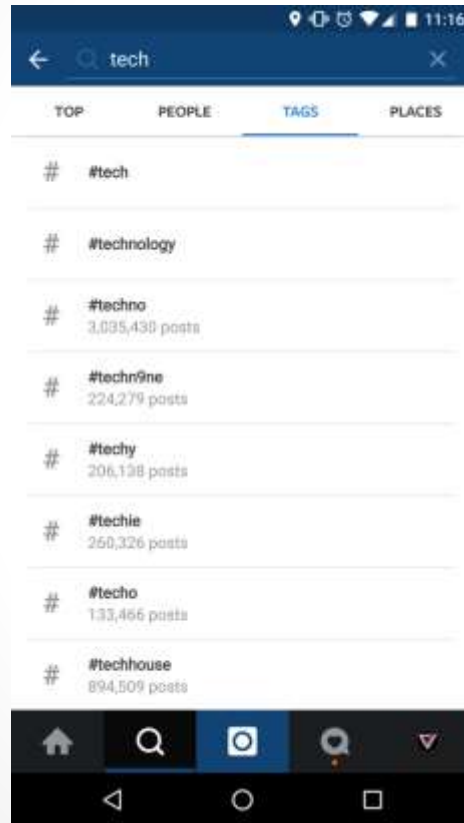 11:16
tech
TOP PEOPLE TAGS PLACES
# #tech
# #technology
# #techno
3,035,430 posts
# #techn9ne
224,279 posts
# #techy
206,138 posts
# #techie
260,326 posts
# #techo
133,466 posts
# #techhouse
894,509 posts